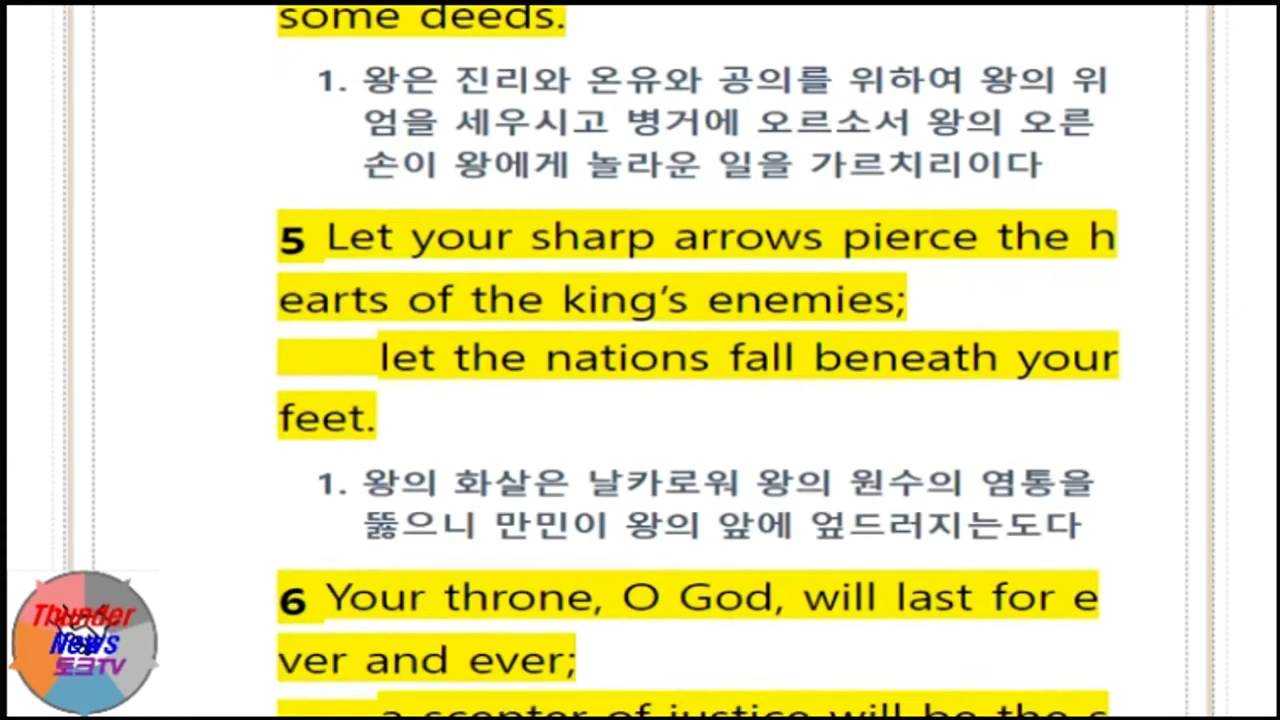 some deeds.
1. 왕은 진리와 온유와 공의를 위하여 왕의 위
엄을 세우시고 병거에 오르소서 왕의 오른
손이 왕에게 놀라운 일을 가르치리이다
5 Let your sharp arrows pierce the h
earts of the king's enemies;
let the nations fall beneath your
feet.
1. 왕의 화살은 날카로워 왕의 원수의 염통을
뚫으니 만민이 왕의 앞에 엎드러지는도다
6 Your throne, O God, will last for e
ver and ever;
a scepter of justice will be the s
Thunder
News
토크TV